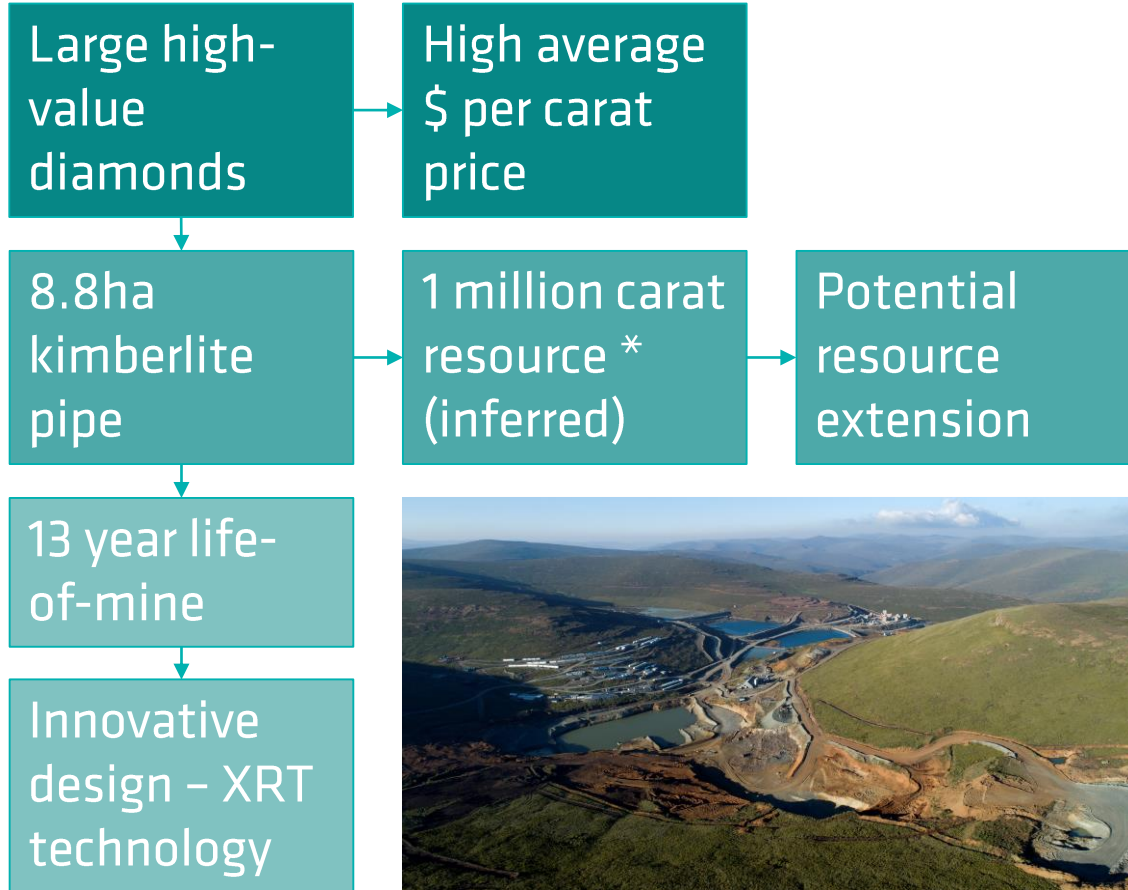 Large high-
value
diamonds
High average
$ per carat
price
8.8ha
kimberlite
pipe
1 million carat
resource *
(inferred)
Potential
resource
extension
13 year life-
of-mine
Innovative
design – XRT
technology